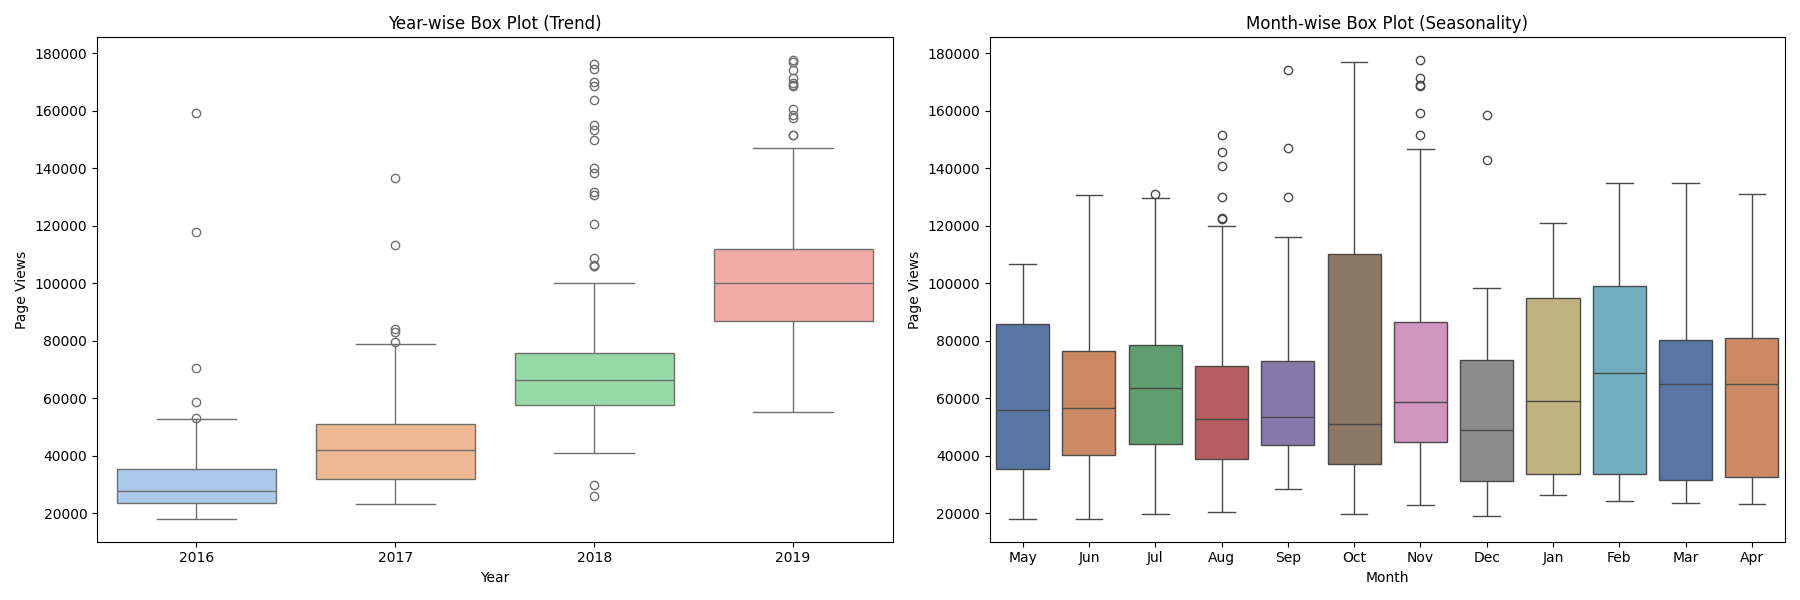 Year-wise Box Plot (Trend)
Page Views
180000
160000
140000
120000
100000
80000
60000
40000
20000
2016 2017 2018 2019
Year
Month-wise Box Plot (Seasonality)
Page Views
180000
160000
140000
120000
100000
80000
60000
40000
20000
May Jun Jul Aug Sep Oct Nov Dec Jan Feb Mar Apr
Month